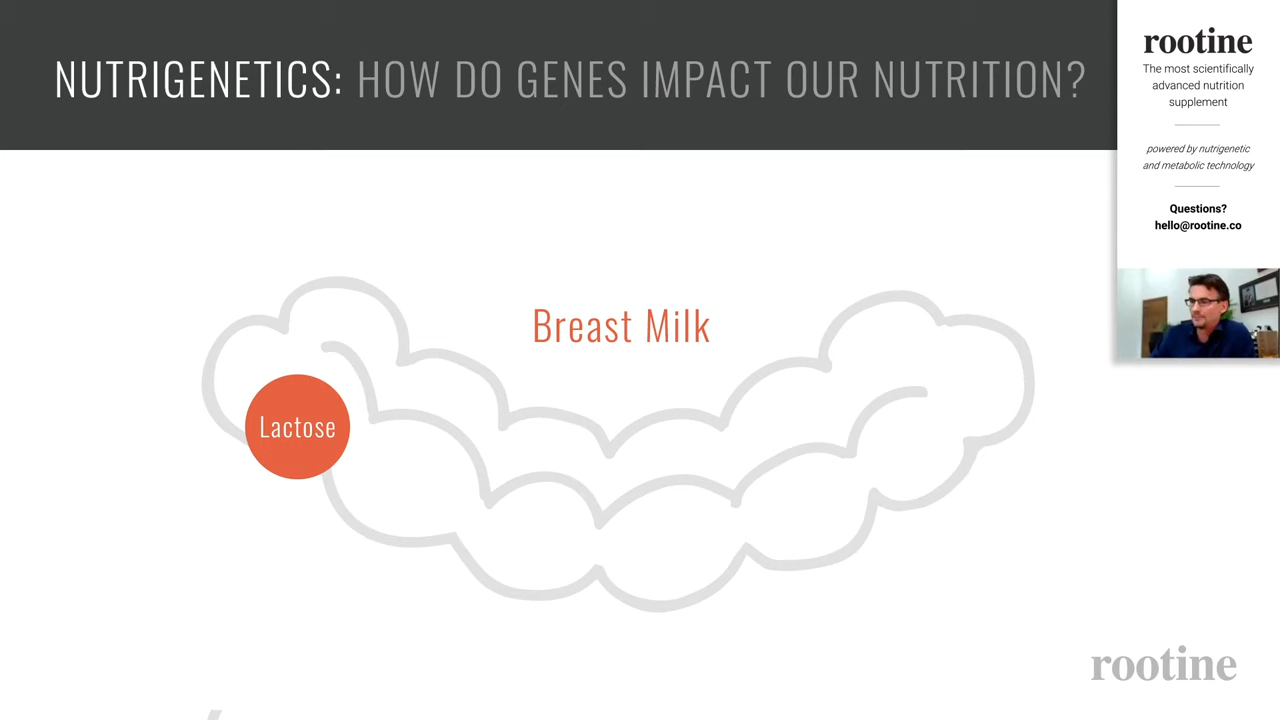 NUTRIGENETICS: HOW DO GENES IMPACT OUR NUTRITION?
rootine
The most scientifically
advanced nutrition
supplement
powered by nutrigenetic
and metabolic technology
Questions?
hello@rootine.co
Breast Milk
Lactose
rootine